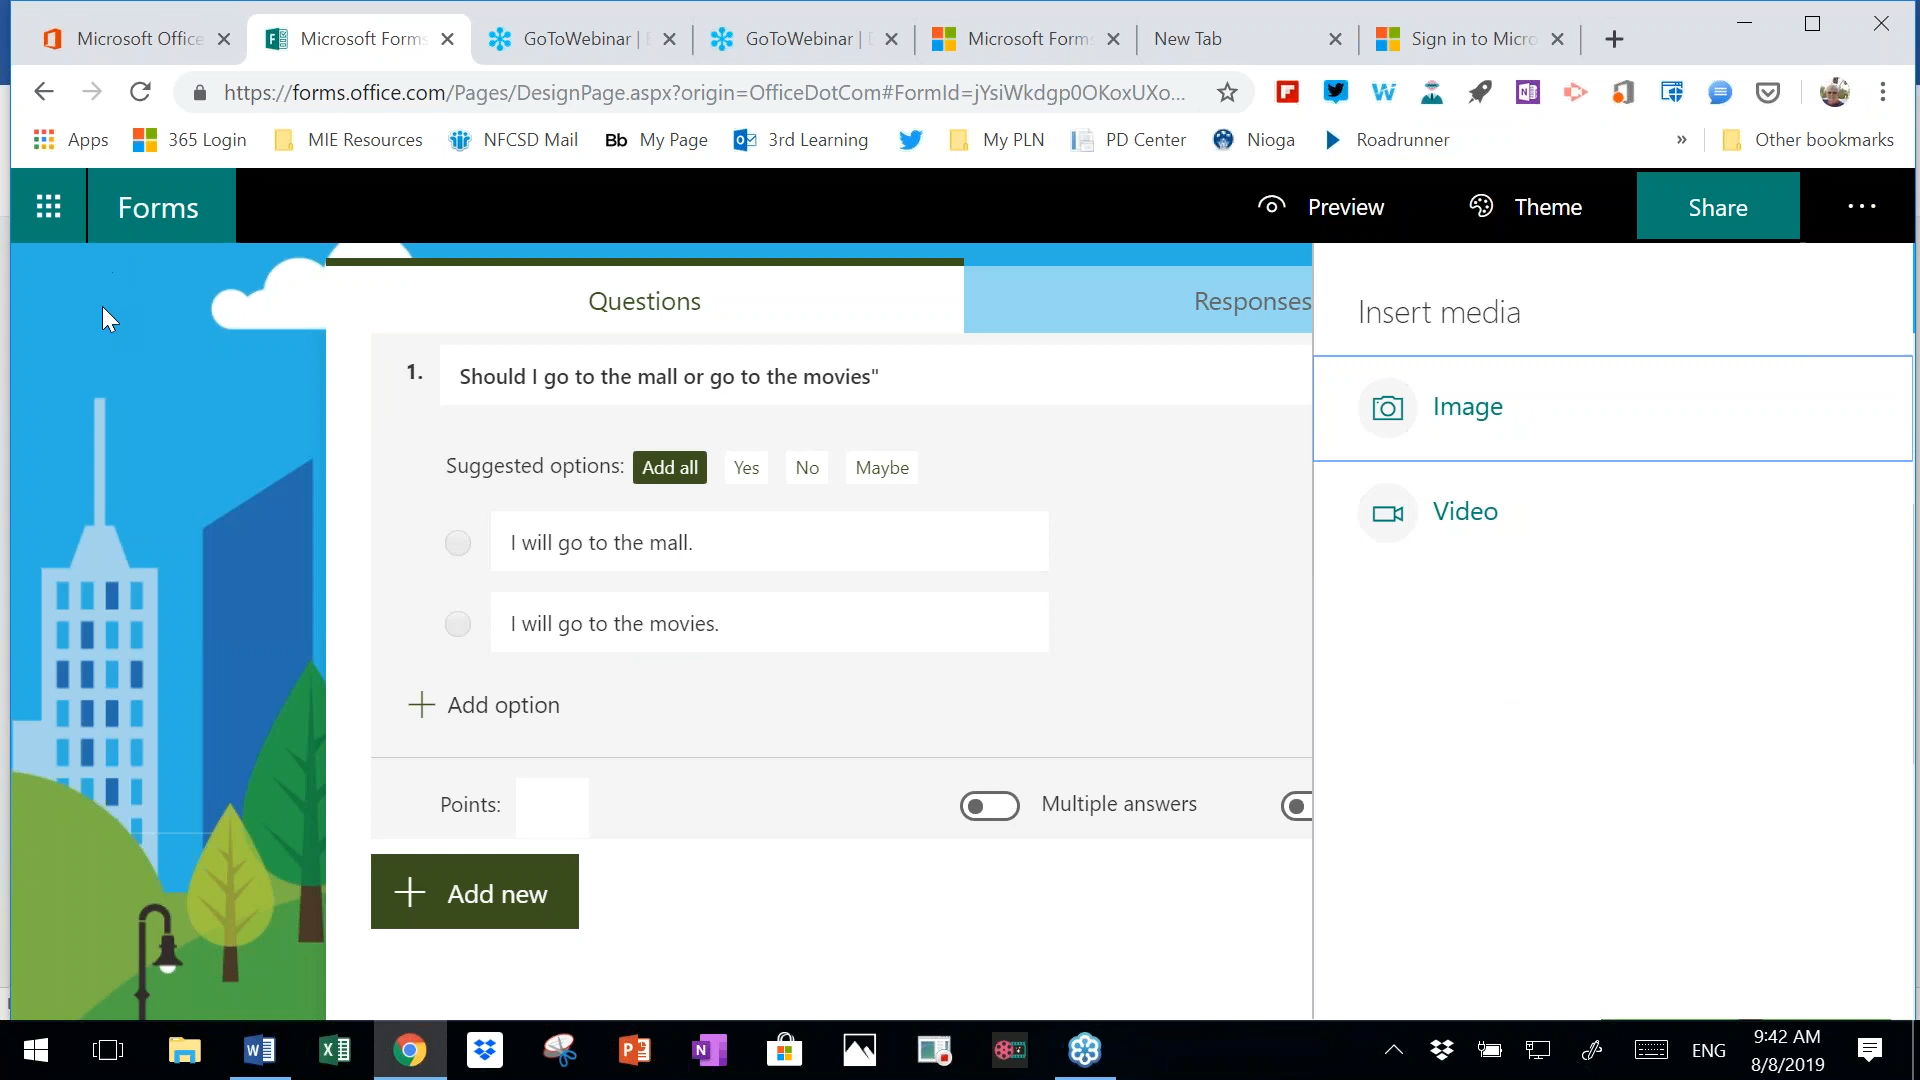 Microsoft Office
Microsoft Forms
GoToWebinar |
GoToWebinar |
Microsoft Forms
New Tab
Sign in to Micro
https://forms.office.com/Pages/DesignPage.aspx?origin=OfficeDotCom#FormId=jYsiWkdgp0OKoxUXo...
Apps
365 Login
MIE Resources
NFCSD Mail
Bb My Page
3rd Learning
My PLN
PD Center
Nioga
Roadrunner
»
Other bookmarks
Forms
Preview
Theme
Share
...
Questions
Responses
Insert media
1.
Should I go to the mall or go to the movies"
Image
Suggested options: Add all Yes No Maybe
Video
I will go to the mall.
I will go to the movies.
Add option
Points:
Multiple answers
Add new
ENG
9:42 AM
8/8/2019